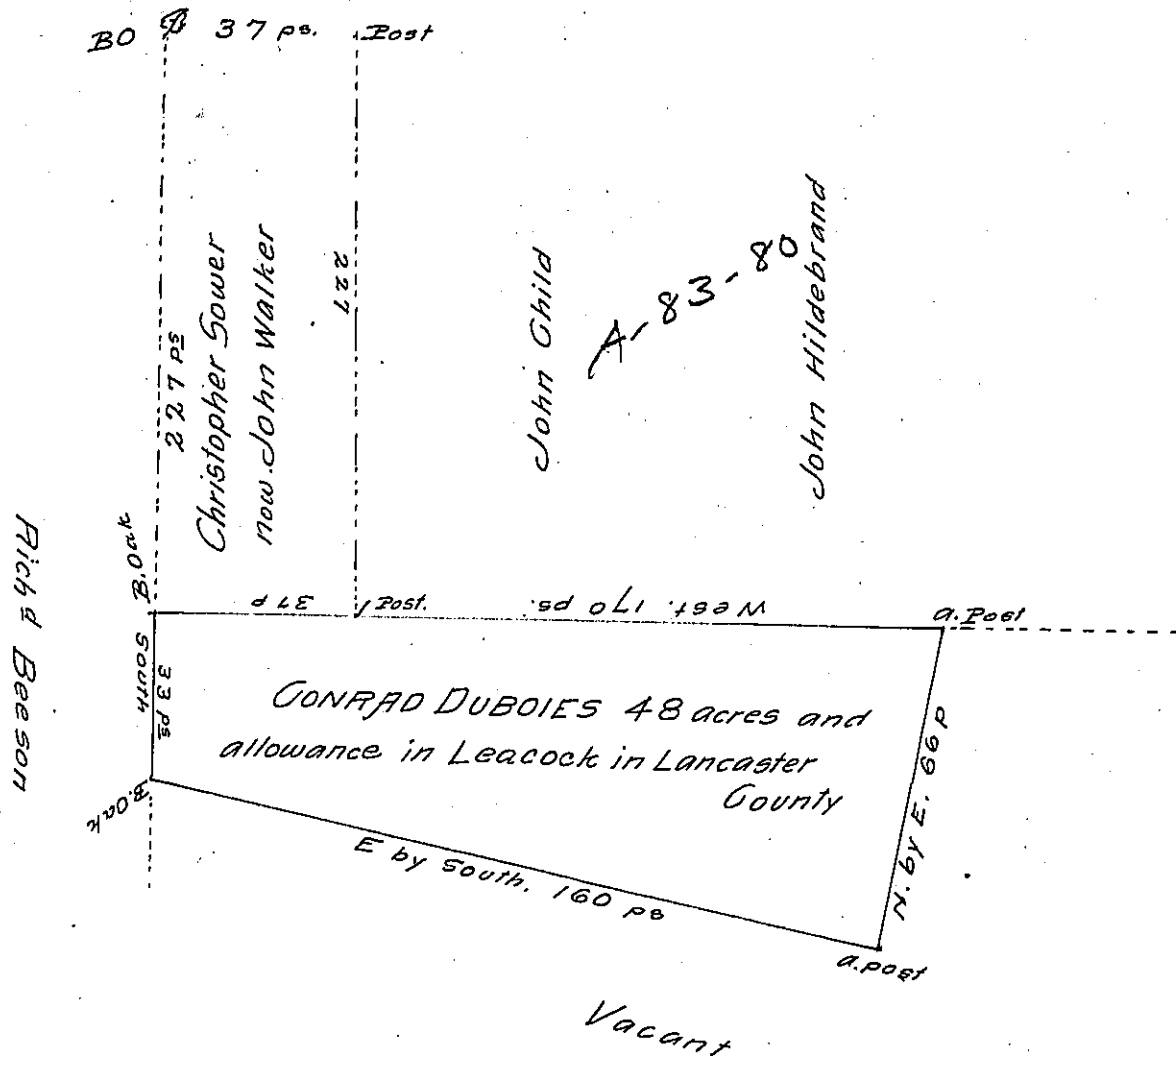 BO 37 ps. Post
227 ps
Christopher Sower
now John Walker
227
John Child
A-83-80
John Hildebrand
Rich^d Beeson
B.Oak
37 P
Post.
West. 170 ps.
a. Post
South
33 ps
CONRAD DUBOIES 48 acres and
allowance in Leacock in Lancaster
County
N. by E. 66 P
B.Oak
E by South. 160 ps
a. post
Vacant